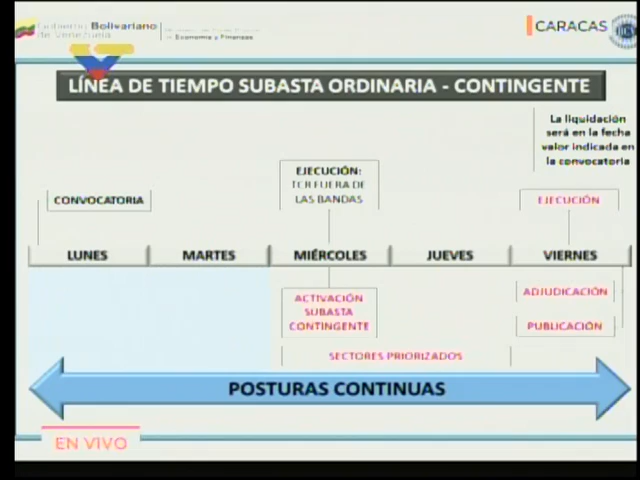 Gobierno Bolivariano
de Venezuela
de Economía y Finanzas
CARACAS
LÍNEA DE TIEMPO SUBASTA ORDINARIA - CONTINGENTE
La liquidación
será en la fecha
valor indicada en
la convocatoria
EJECUCIÓN:
TCR FUERA DE
LAS BANDAS
CONVOCATORIA
EJECUCIÓN
LUNES
MARTES
MIÉRCOLES
JUEVES
VIERNES
ACTIVACIÓN
SUBASTA
CONTINGENTE
ADJUDICACIÓN
PUBLICACIÓN
SECTORES PRIORIZADOS
POSTURAS CONTINUAS
EN VIVO